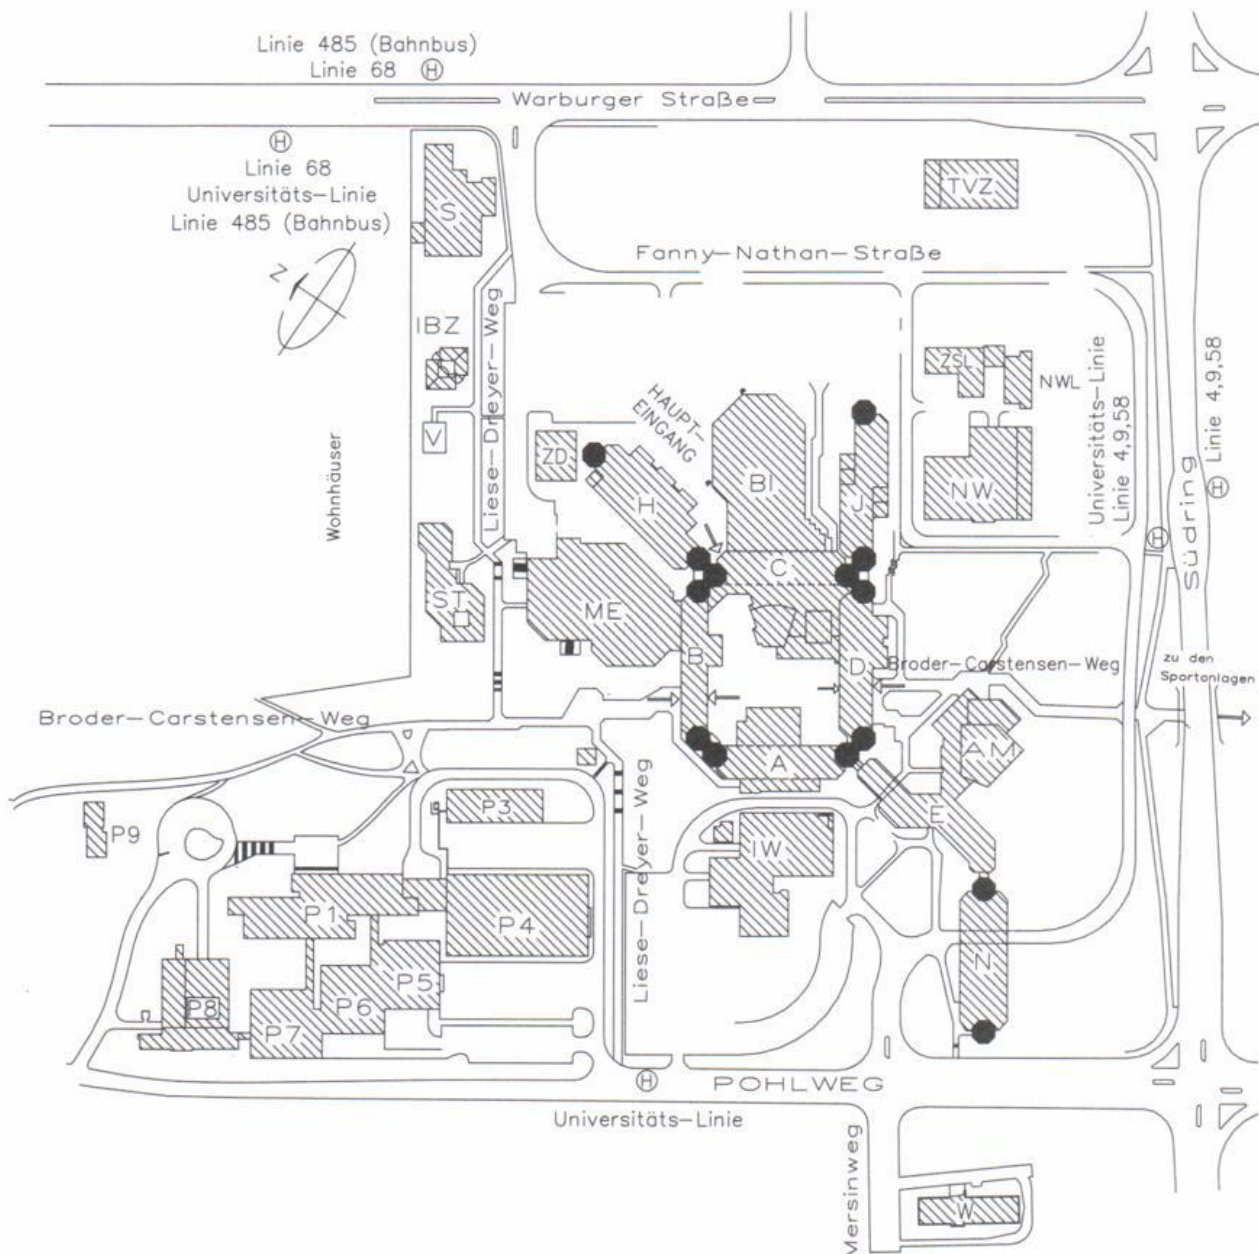 Linie 485 (Bahnbus)
Linie 68 H
Warburger Straße
H
Linie 68
Universitäts-Linie
Linie 485 (Bahnbus)
S
TVZ
Fanny-Nathan-Straße
N
IBZ
Liese-Dreyer-Weg
V
Wohnhäuser
HAUPT-
EINGANG
ZSL
NWL
Universitäts-Linie
Linie 4,9,58
H
Linie 4,9,58
H
Südring
ZD
H
BI
J
NW
C
ST
ME
B
D
Broder-Carstensen-Weg
zu den
Sportanlagen
Broder-Carstensen-Weg
A
AM
E
P3
P9
IW
Liese-Dreyer-Weg
P1
P4
P5
P6
P7
P8
N
H
POHLWEG
Universitäts-Linie
Mersinweg
W